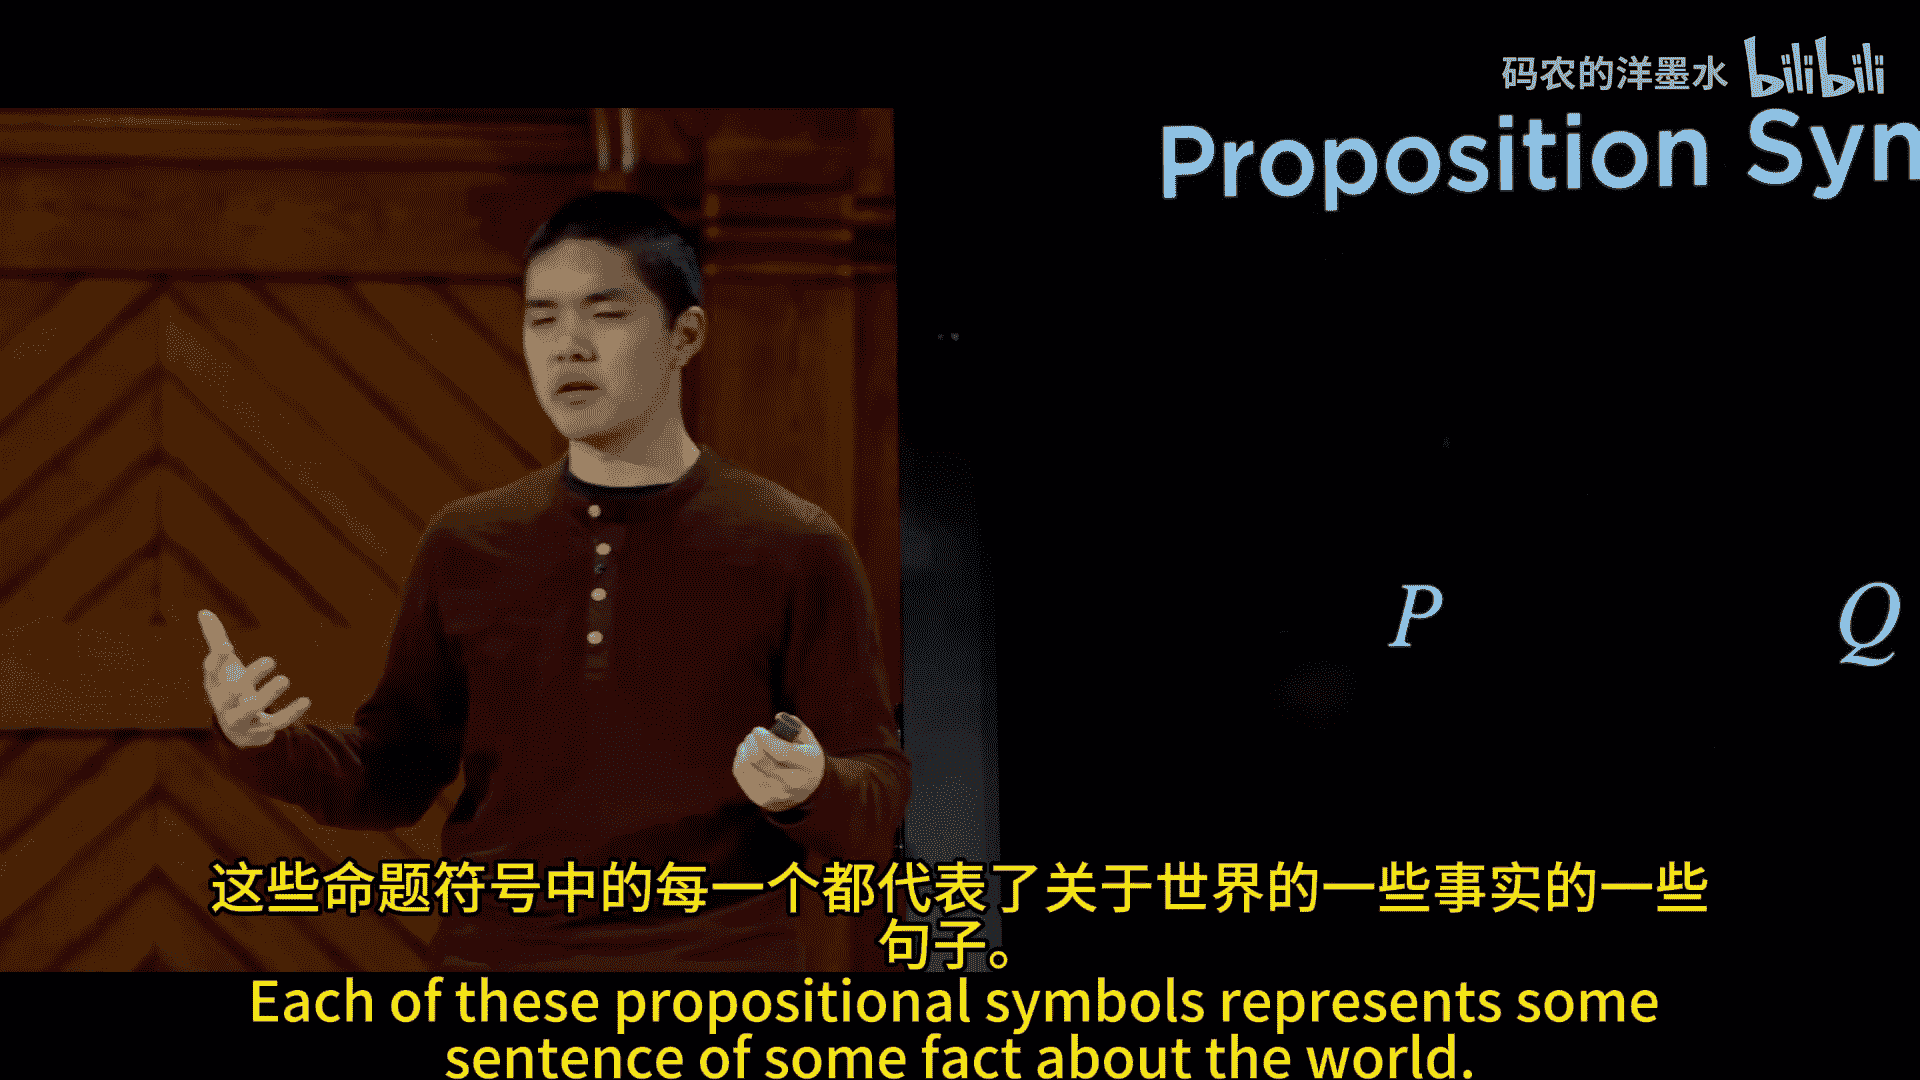 码农的洋墨水 bilibili
Proposition Syn
P Q
这些命题符号中的每一个都代表了关于世界的一些事实的一些
句子。
Each of these propositional symbols represents some
sentence of some fact about the world.